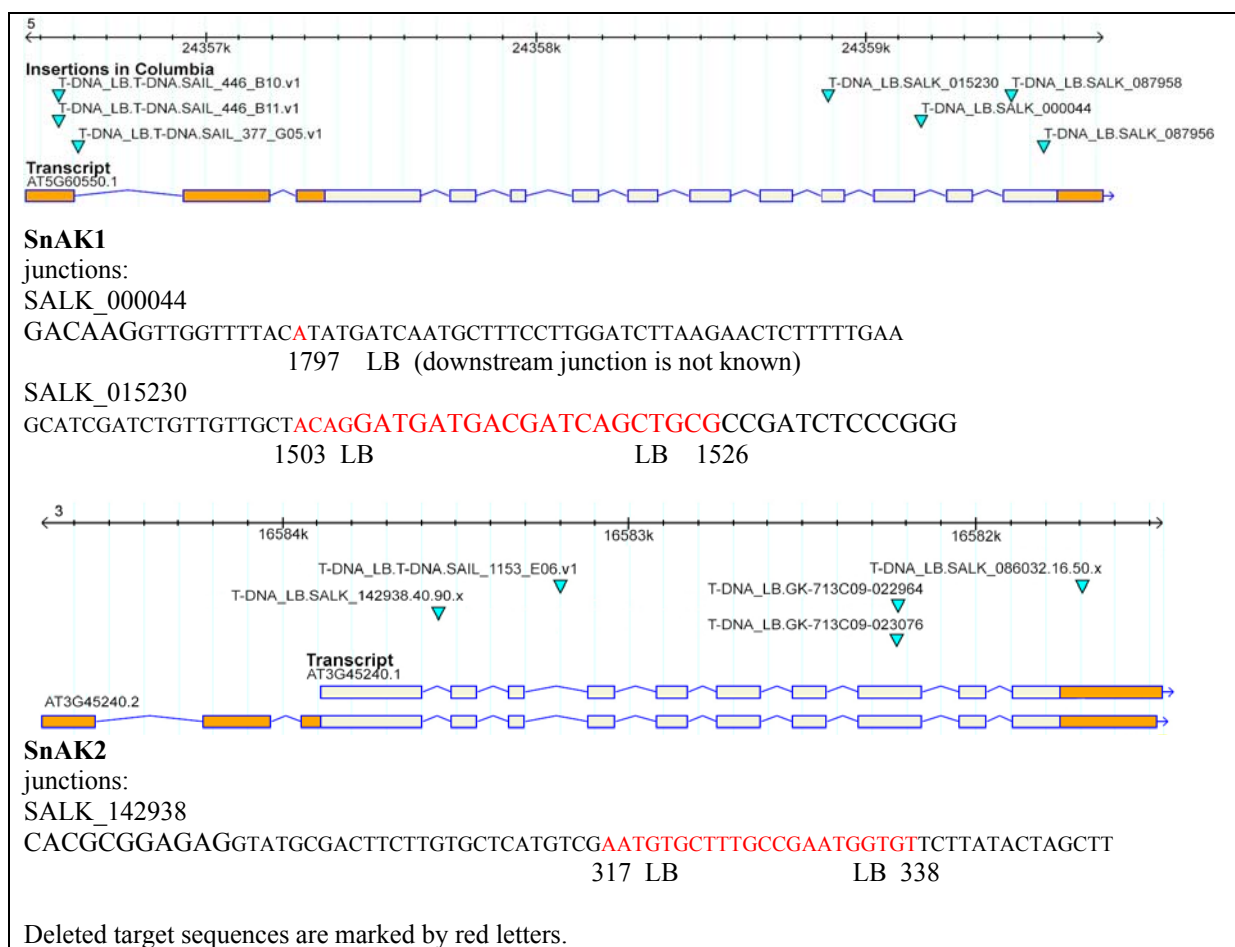 5
24357k 24358k 24359k
Insertions in Columbia
T-DNA_LB.T-DNA.SAIL_446_B10.v1 T-DNA_LB.SALK_015230 T-DNA_LB.SALK_087958
T-DNA_LB.T-DNA.SAIL_446_B11.v1 T-DNA_LB.SALK_000044
T-DNA_LB.T-DNA.SAIL_377_G05.v1 T-DNA_LB.SALK_087956
Transcript
AT5G60550.1
SnAK1
junctions:
SALK_000044
GACAAGGTTGGTTTTACATATGATCAATGCTTTCCTTGGATCTTAAGAACTCTTTTTGAA
1797 LB (downstream junction is not known)
SALK_015230
GCATCGATCTGTTGTTGCTACAGGATGATGACGATCAGCTGCGCCGATCTCCCGGG
1503 LB LB 1526
3
16584k 16583k 16582k
T-DNA_LB.T-DNA.SAIL_1153_E06.v1 T-DNA_LB.SALK_086032.16.50.x
T-DNA_LB.SALK_142938.40.90.x T-DNA_LB.GK-713C09-022964
T-DNA_LB.GK-713C09-023076
Transcript
AT3G45240.1
AT3G45240.2
SnAK2
junctions:
SALK_142938
CACGCGGAGAGGTATGCGACTTCTTGTGCTCATGTCGAATGTGCTTTGCCGAATGGTGTTCTTATACTAGCTT
317 LB LB 338
Deleted target sequences are marked by red letters.